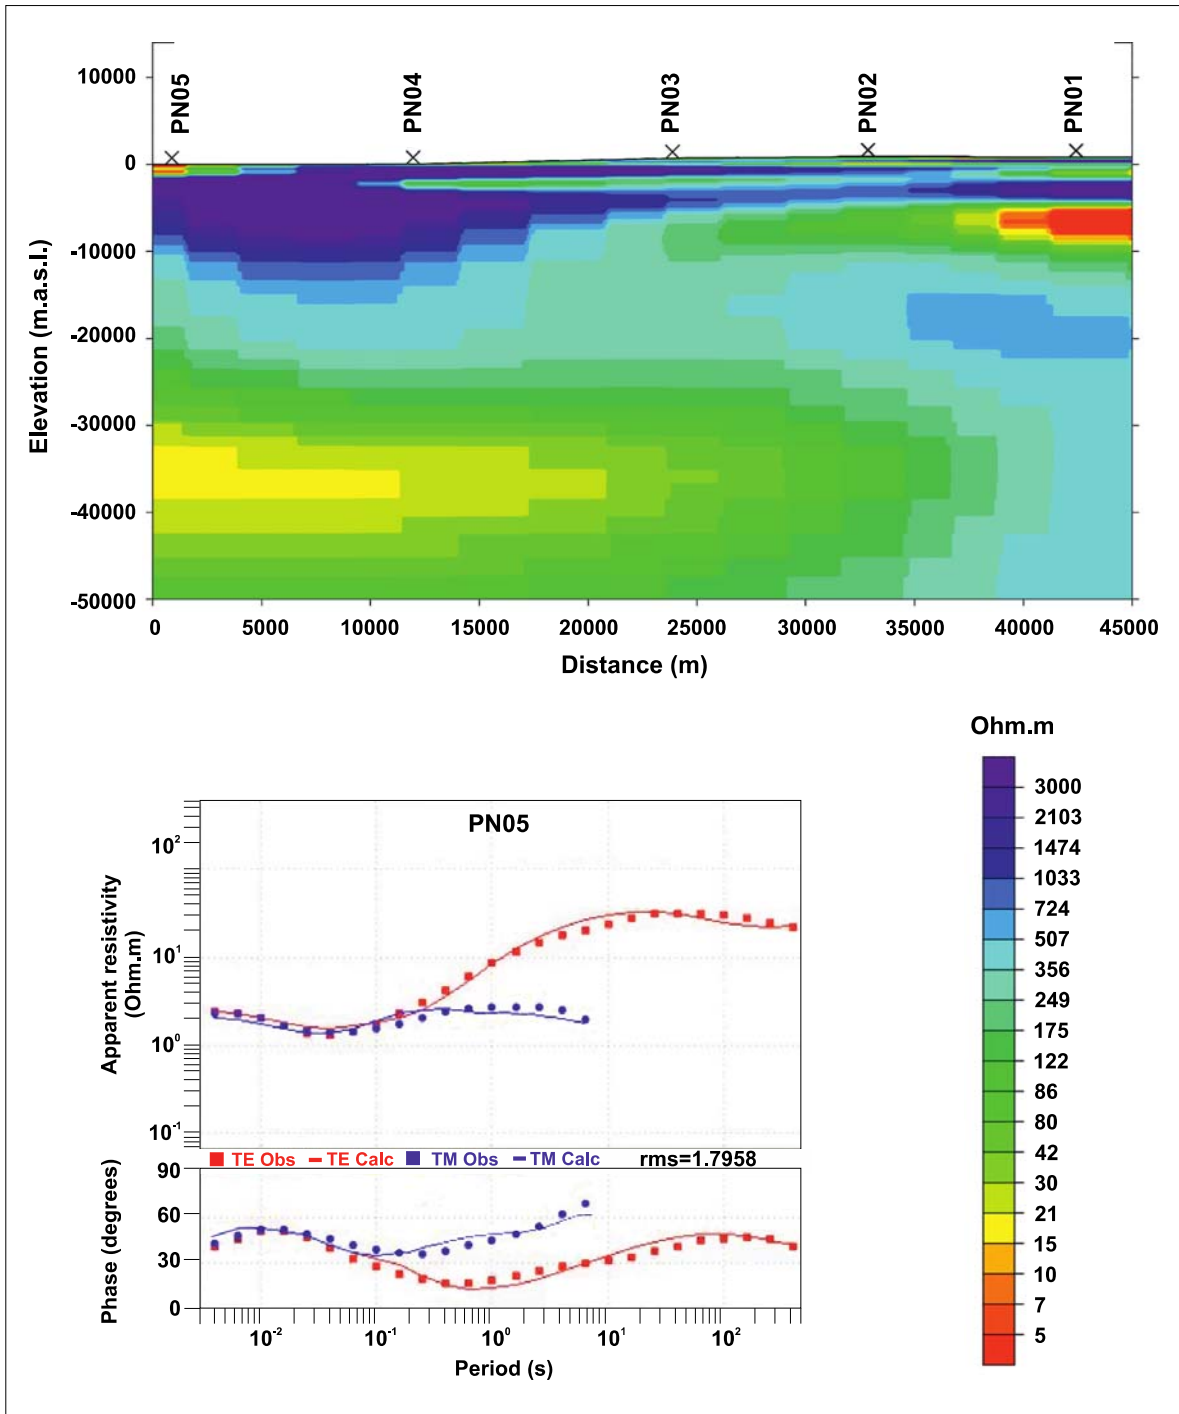 PN05
PN04
PN03
PN02
PN01
10000
0
-10000
-20000
-30000
-40000
-50000
Elevation (m.a.s.l.)
0 5000 10000 15000 20000 25000 30000 35000 40000 45000
Distance (m)
Ohm.m
3000
2103
1474
1033
724
507
356
249
175
122
86
80
42
30
21
15
10
7
5
PN05
10²
10¹
10⁰
10⁻¹
Apparent resistivity
(Ohm.m)
TE Obs TE Calc TM Obs TM Calc rms=1.7958
90
60
30
0
Phase (degrees)
10⁻² 10⁻¹ 10⁰ 10¹ 10²
Period (s)